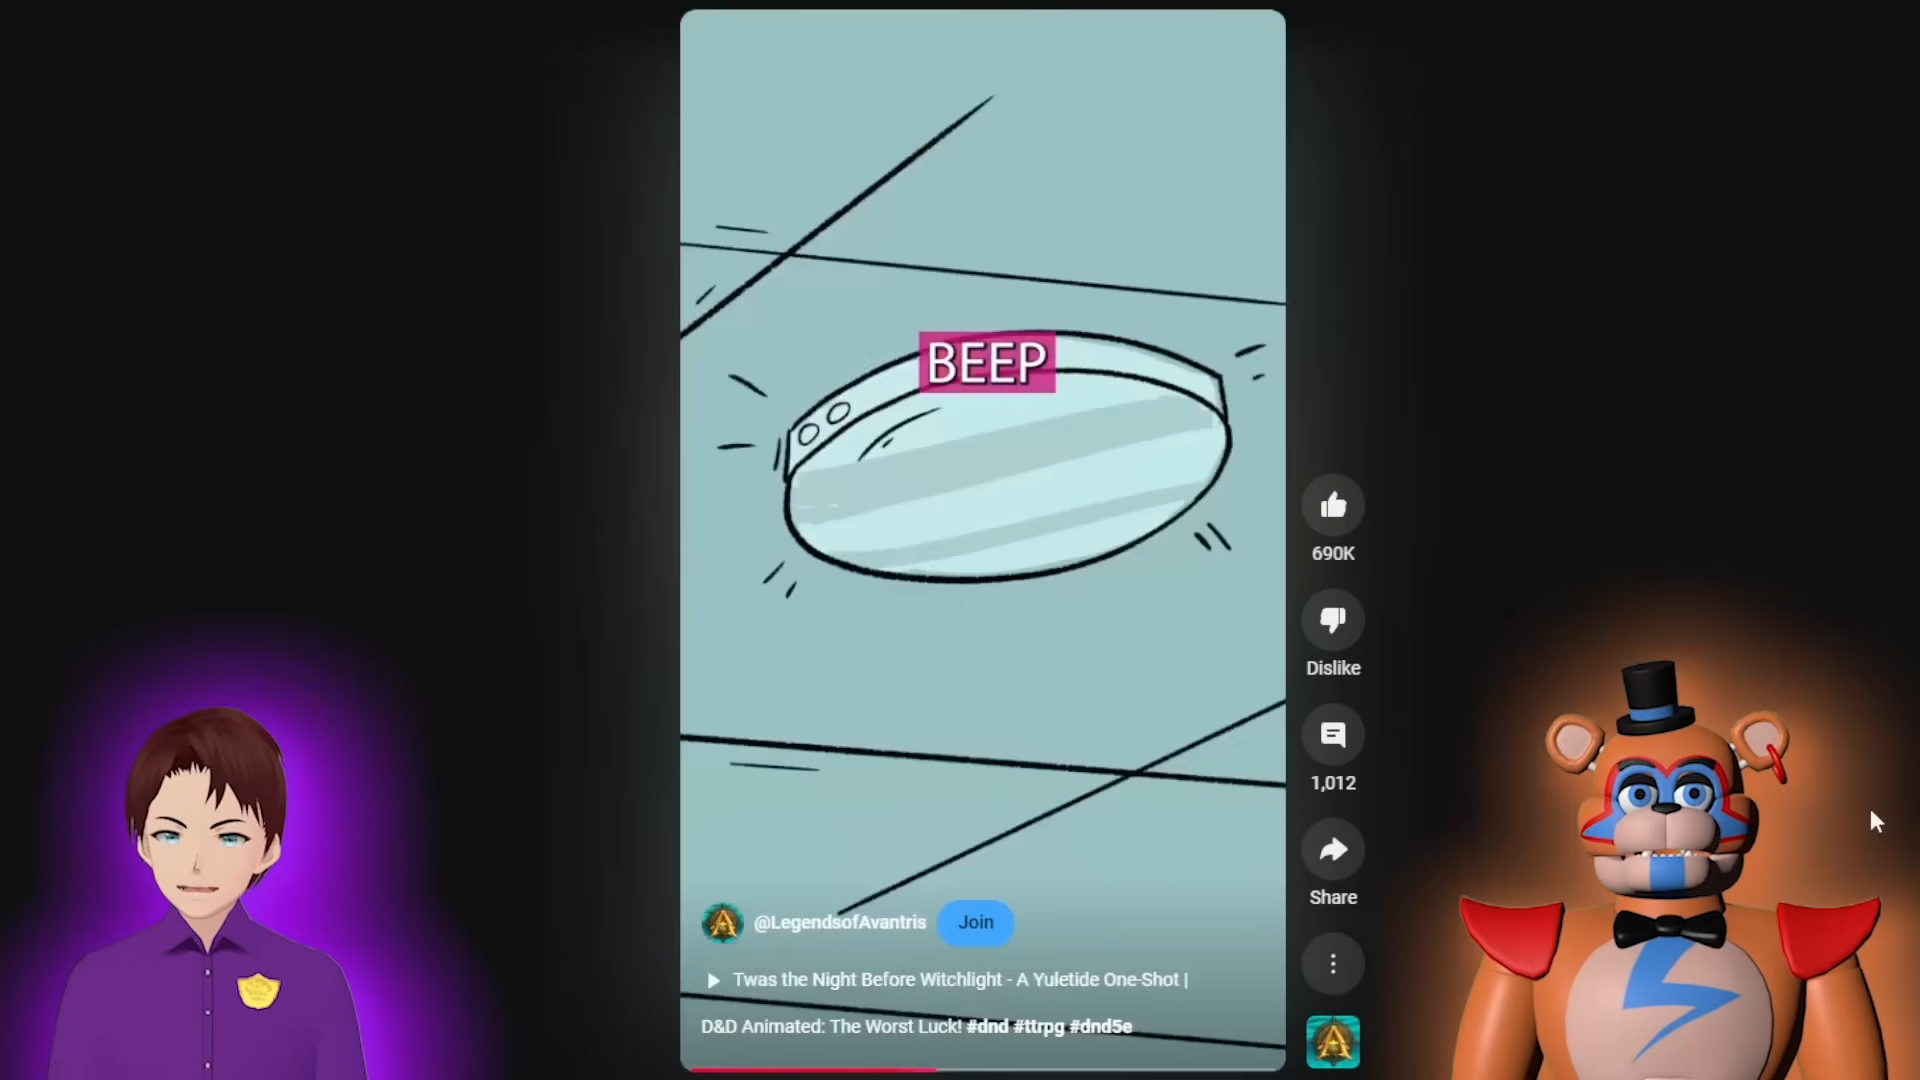 BEEP
690K
Dislike
1,012
Share
@LegendsofAvantris Join
Twas the Night Before Witchlight - A Yuletide One-Shot |
D&D Animated: The Worst Luck! #dnd #ttrpg #dnd5e